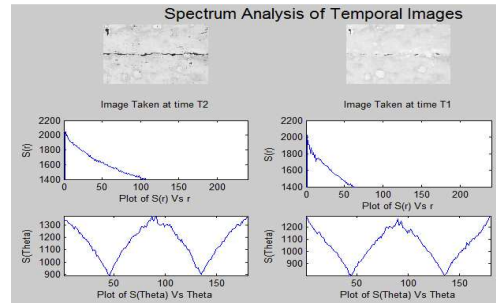 Spectrum Analysis of Temporal Images
Image Taken at time T2
Image Taken at time T1
2200
2000
1800
1600
1400
S(r)
0 50 100 150 200
Plot of S(r) Vs r
2200
2000
1800
1600
1400
S(r)
0 50 100 150 200
Plot of S(r) Vs r
1300
1200
1100
1000
900
S(Theta)
0 50 100 150
Plot of S(Theta) Vs Theta
1200
1100
1000
900
S(Theta)
50 100 150
Plot of S(Theta) Vs Theta